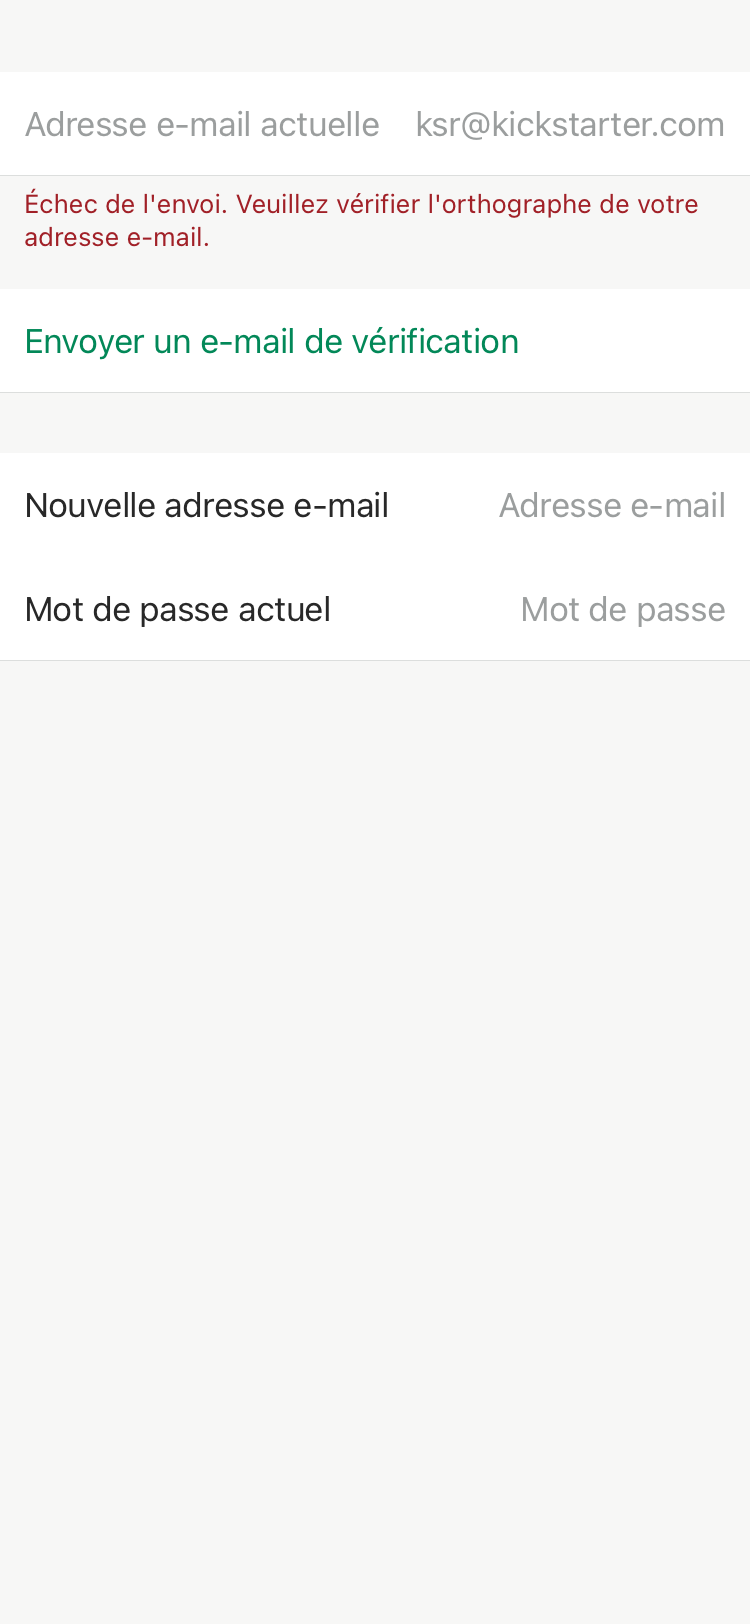 Adresse e-mail actuelle ksr@kickstarter.com
Échec de l'envoi. Veuillez vérifier l'orthographe de votre
adresse e-mail.
Envoyer un e-mail de vérification
Nouvelle adresse e-mail Adresse e-mail
Mot de passe actuel Mot de passe